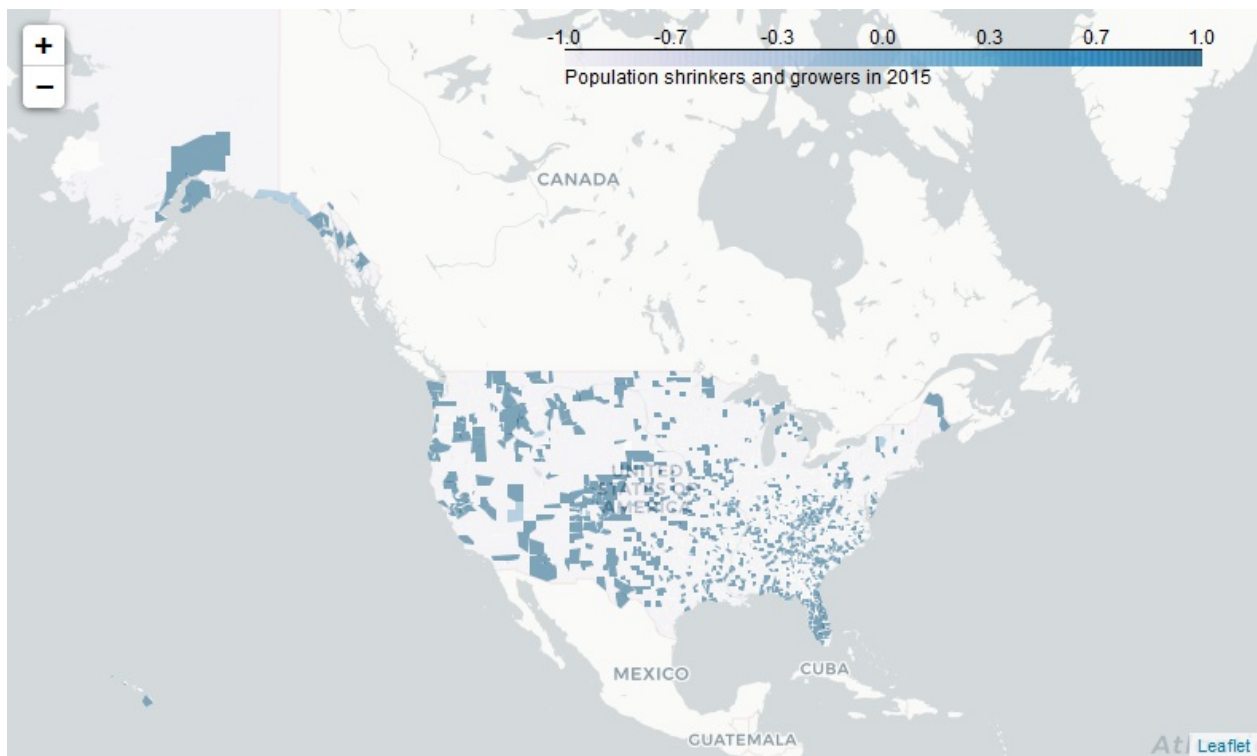 +
−
-1.0 -0.7 -0.3 0.0 0.3 0.7 1.0
Population shrinkers and growers in 2015
CANADA
UNITED
STATES OF
AMERICA
MEXICO
CUBA
GUATEMALA
Leaflet